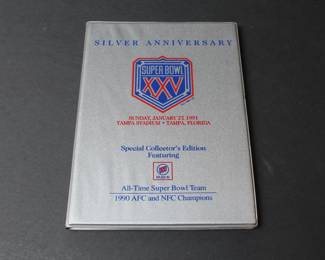 SILVER ANNIVERSARY
SUPER BOWL
XXV
SUNDAY, JANUARY 27, 1991
TAMPA STADIUM • TAMPA, FLORIDA
Special Collector's Edition
Featuring
All-Time Super Bowl Team
1990 AFC and NFC Champions